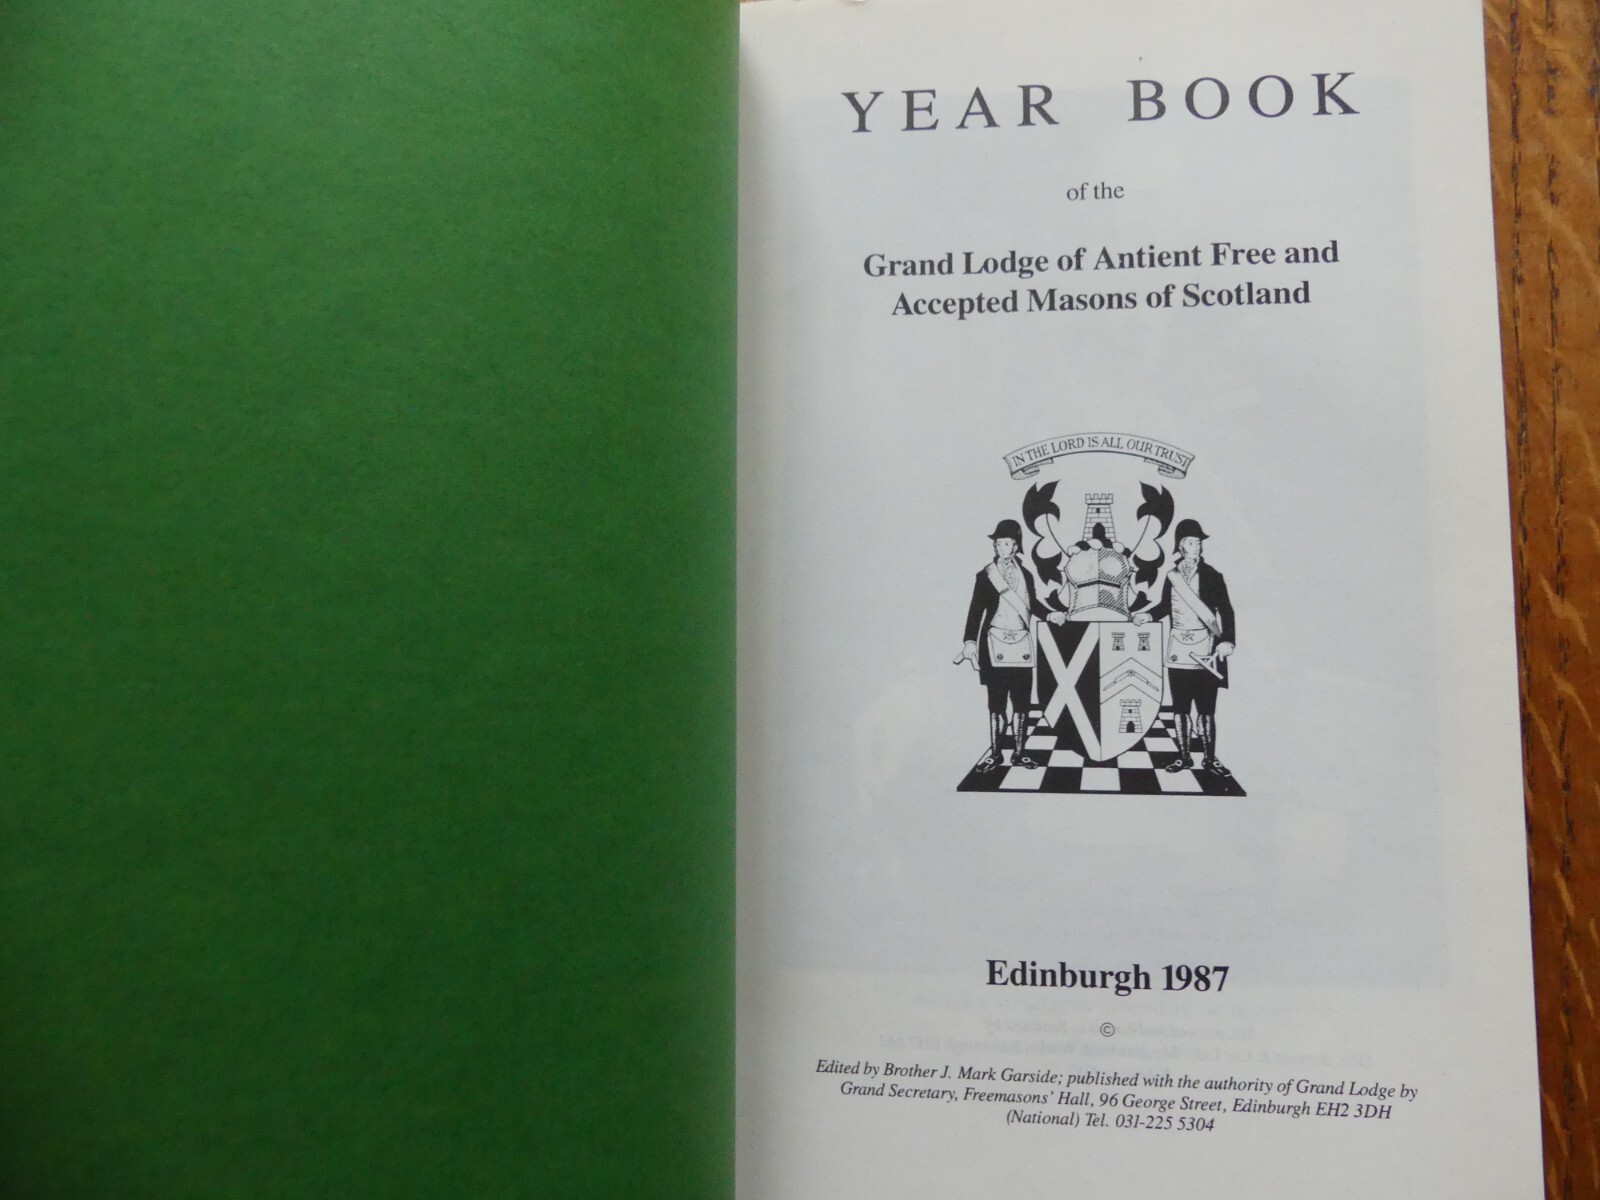 YEAR BOOK
of the
Grand Lodge of Antient Free and
Accepted Masons of Scotland
IN THE LORD IS ALL OUR TRUST
Edinburgh 1987
©
Edited by Brother J. Mark Garside; published with the authority of Grand Lodge by
Grand Secretary, Freemasons' Hall, 96 George Street, Edinburgh EH2 3DH
(National) Tel. 031-225 5304